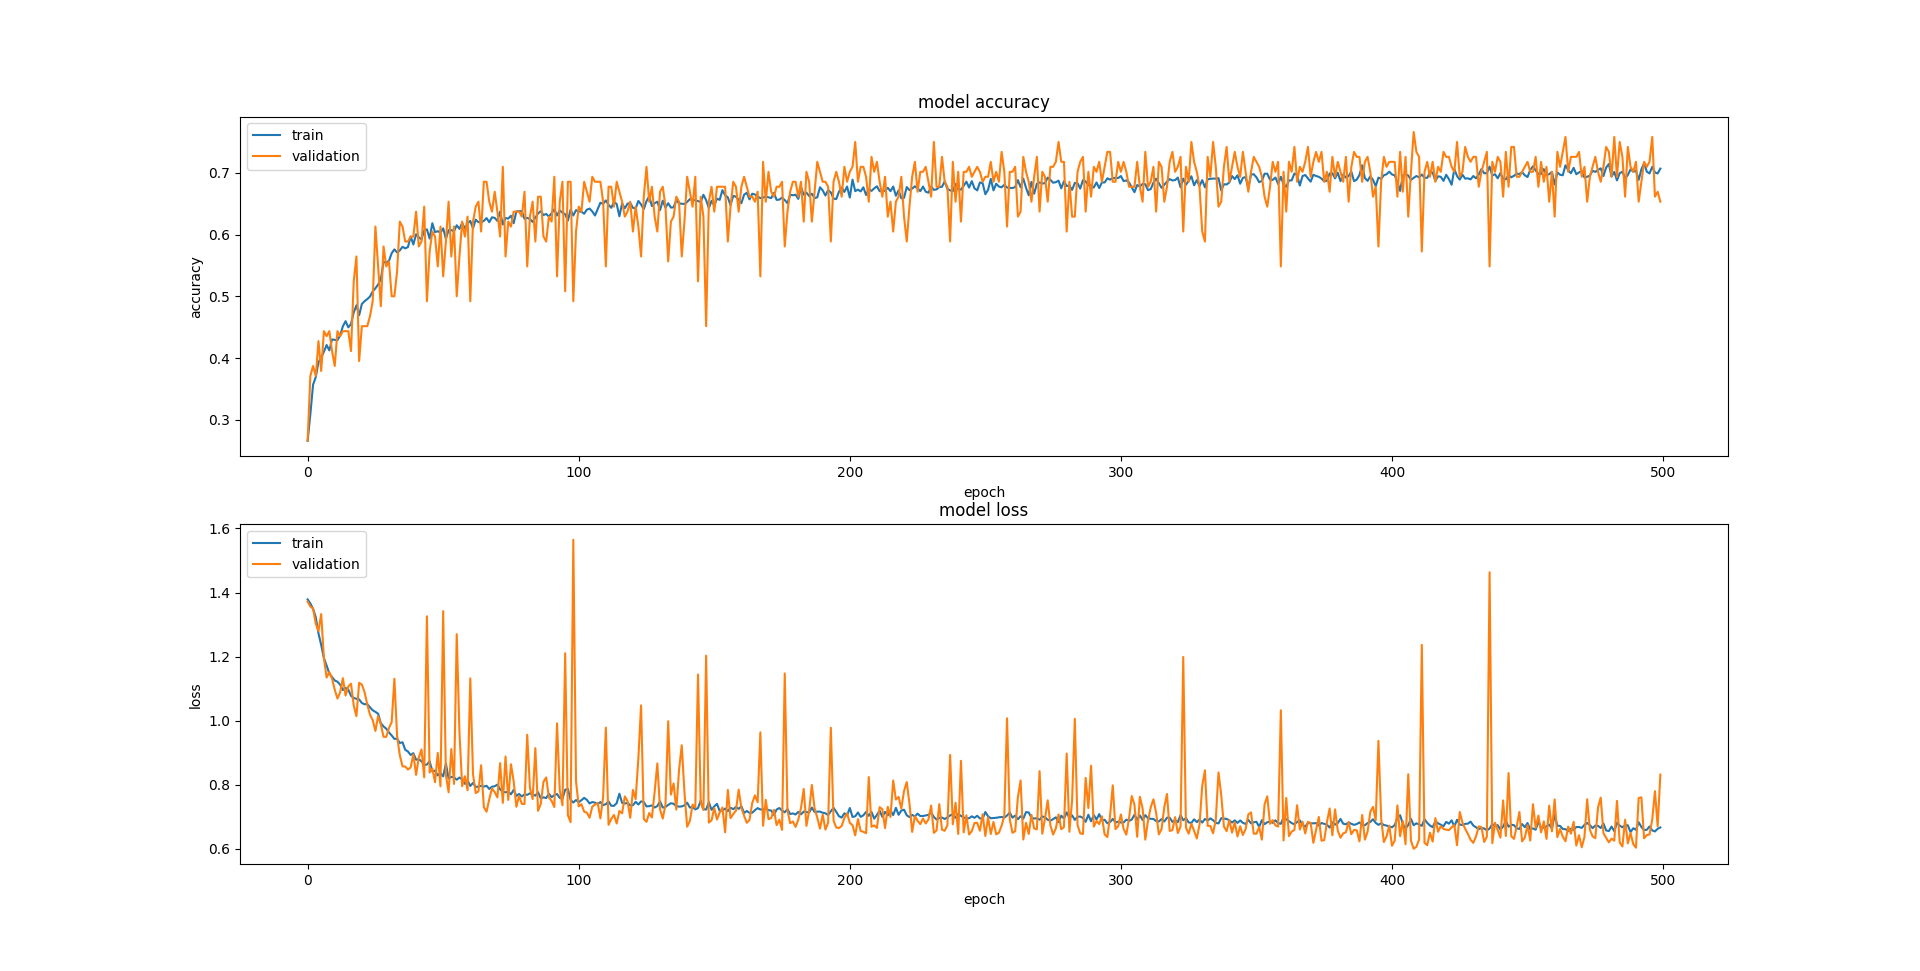 model accuracy
train
validation
0.7
0.6
0.5
0.4
0.3
accuracy
0 100 200 300 400 500
epoch
model loss
train
validation
1.6
1.4
1.2
1.0
0.8
0.6
loss
0 100 200 300 400 500
epoch